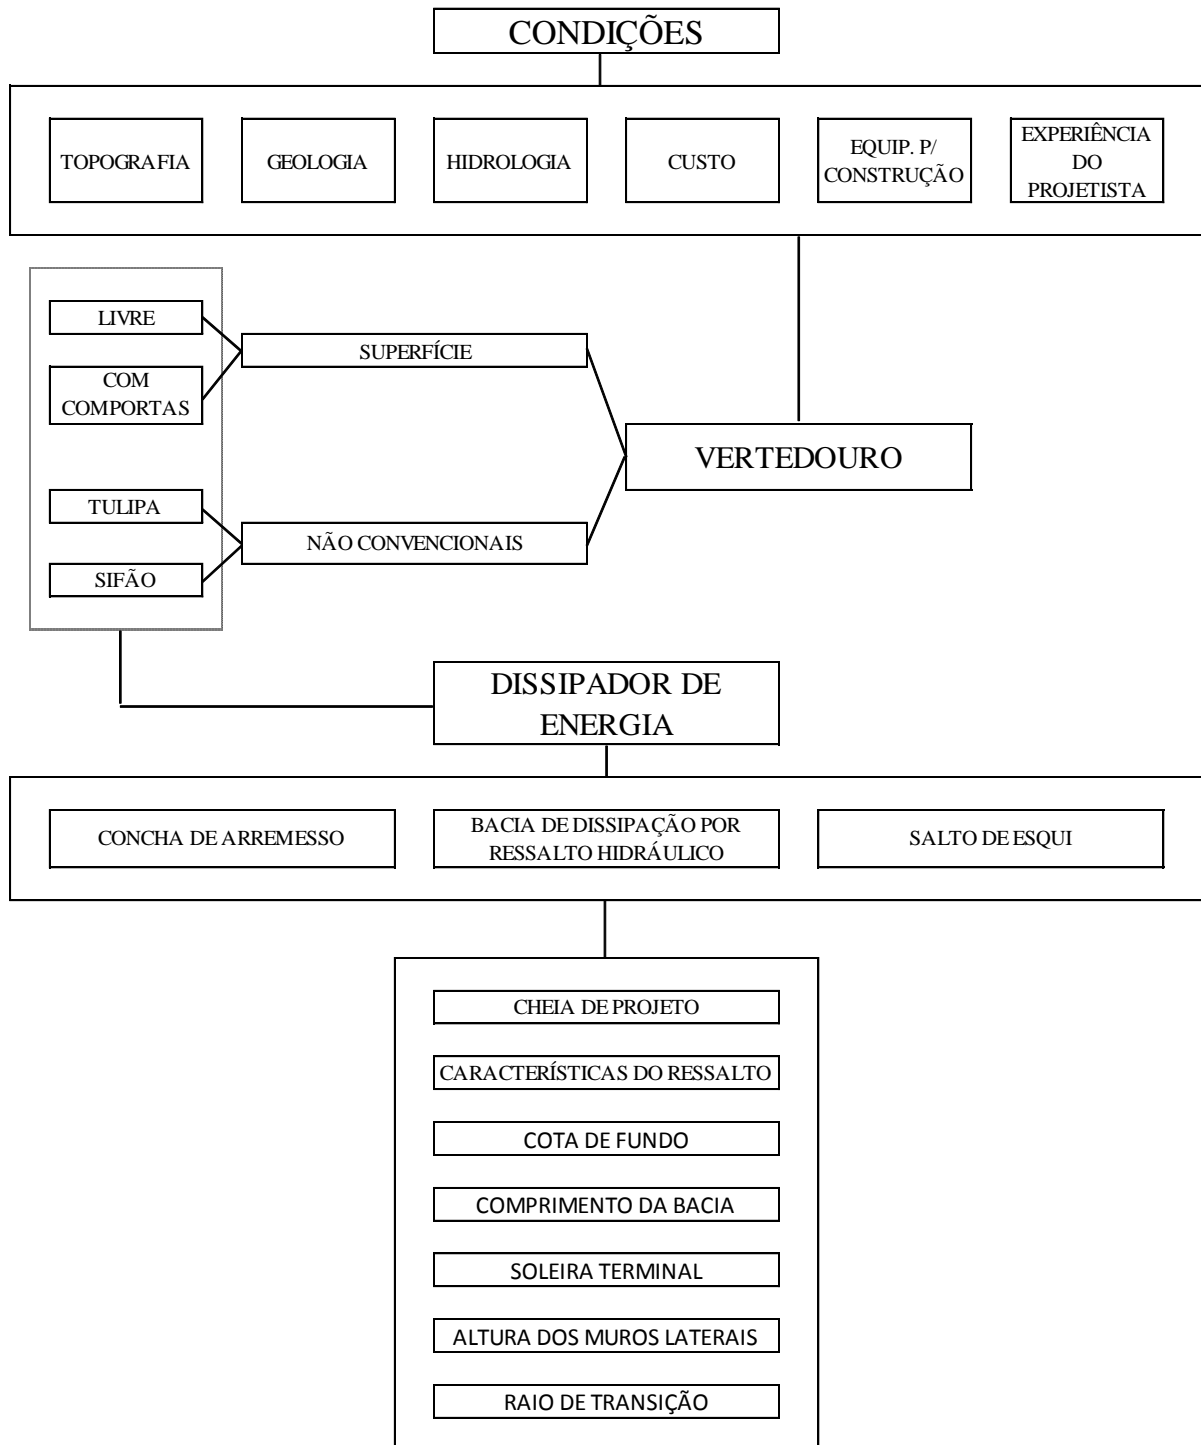 CONDIÇÕES
TOPOGRAFIA
GEOLOGIA
HIDROLOGIA
CUSTO
EQUIP. P/
CONSTRUÇÃO
EXPERIÊNCIA
DO
PROJETISTA
LIVRE
COM
COMPORTAS
SUPERFÍCIE
VERTEDOURO
TULIPA
SIFÃO
NÃO CONVENCIONAIS
DISSIPADOR DE
ENERGIA
CONCHA DE ARREMESSO
BACIA DE DISSIPAÇÃO POR
RESSALTO HIDRÁULICO
SALTO DE ESQUI
CHEIA DE PROJETO
CARACTERÍSTICAS DO RESSALTO
COTA DE FUNDO
COMPRIMENTO DA BACIA
SOLEIRA TERMINAL
ALTURA DOS MUROS LATERAIS
RAIO DE TRANSIÇÃO